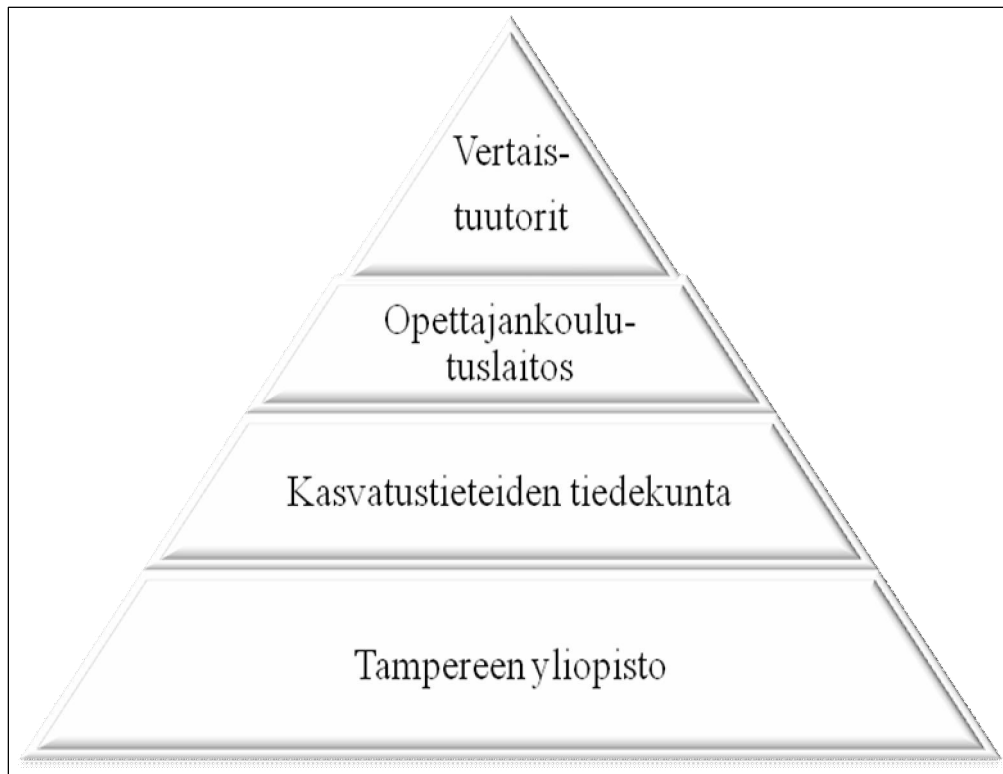 Vertais-
tuutorit
Opettajankoulu-
tuslaitos
Kasvatustieteiden tiedekunta
Tampereen yliopisto